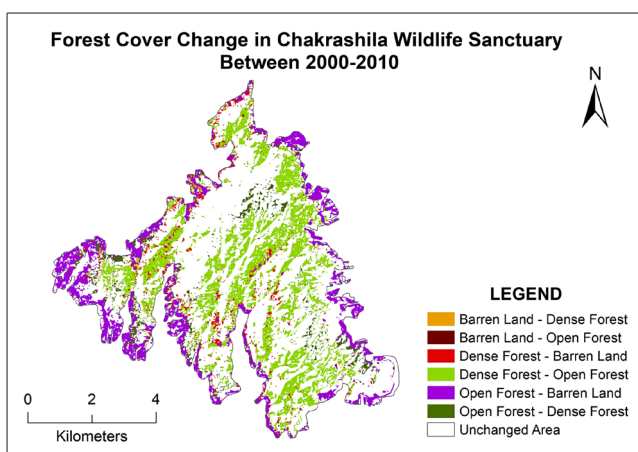 Forest Cover Change in Chakrashila Wildlife Sanctuary
Between 2000-2010
N
LEGEND
Barren Land - Dense Forest
Barren Land - Open Forest
Dense Forest - Barren Land
Dense Forest - Open Forest
Open Forest - Barren Land
Open Forest - Dense Forest
Unchanged Area
0 2 4
Kilometers